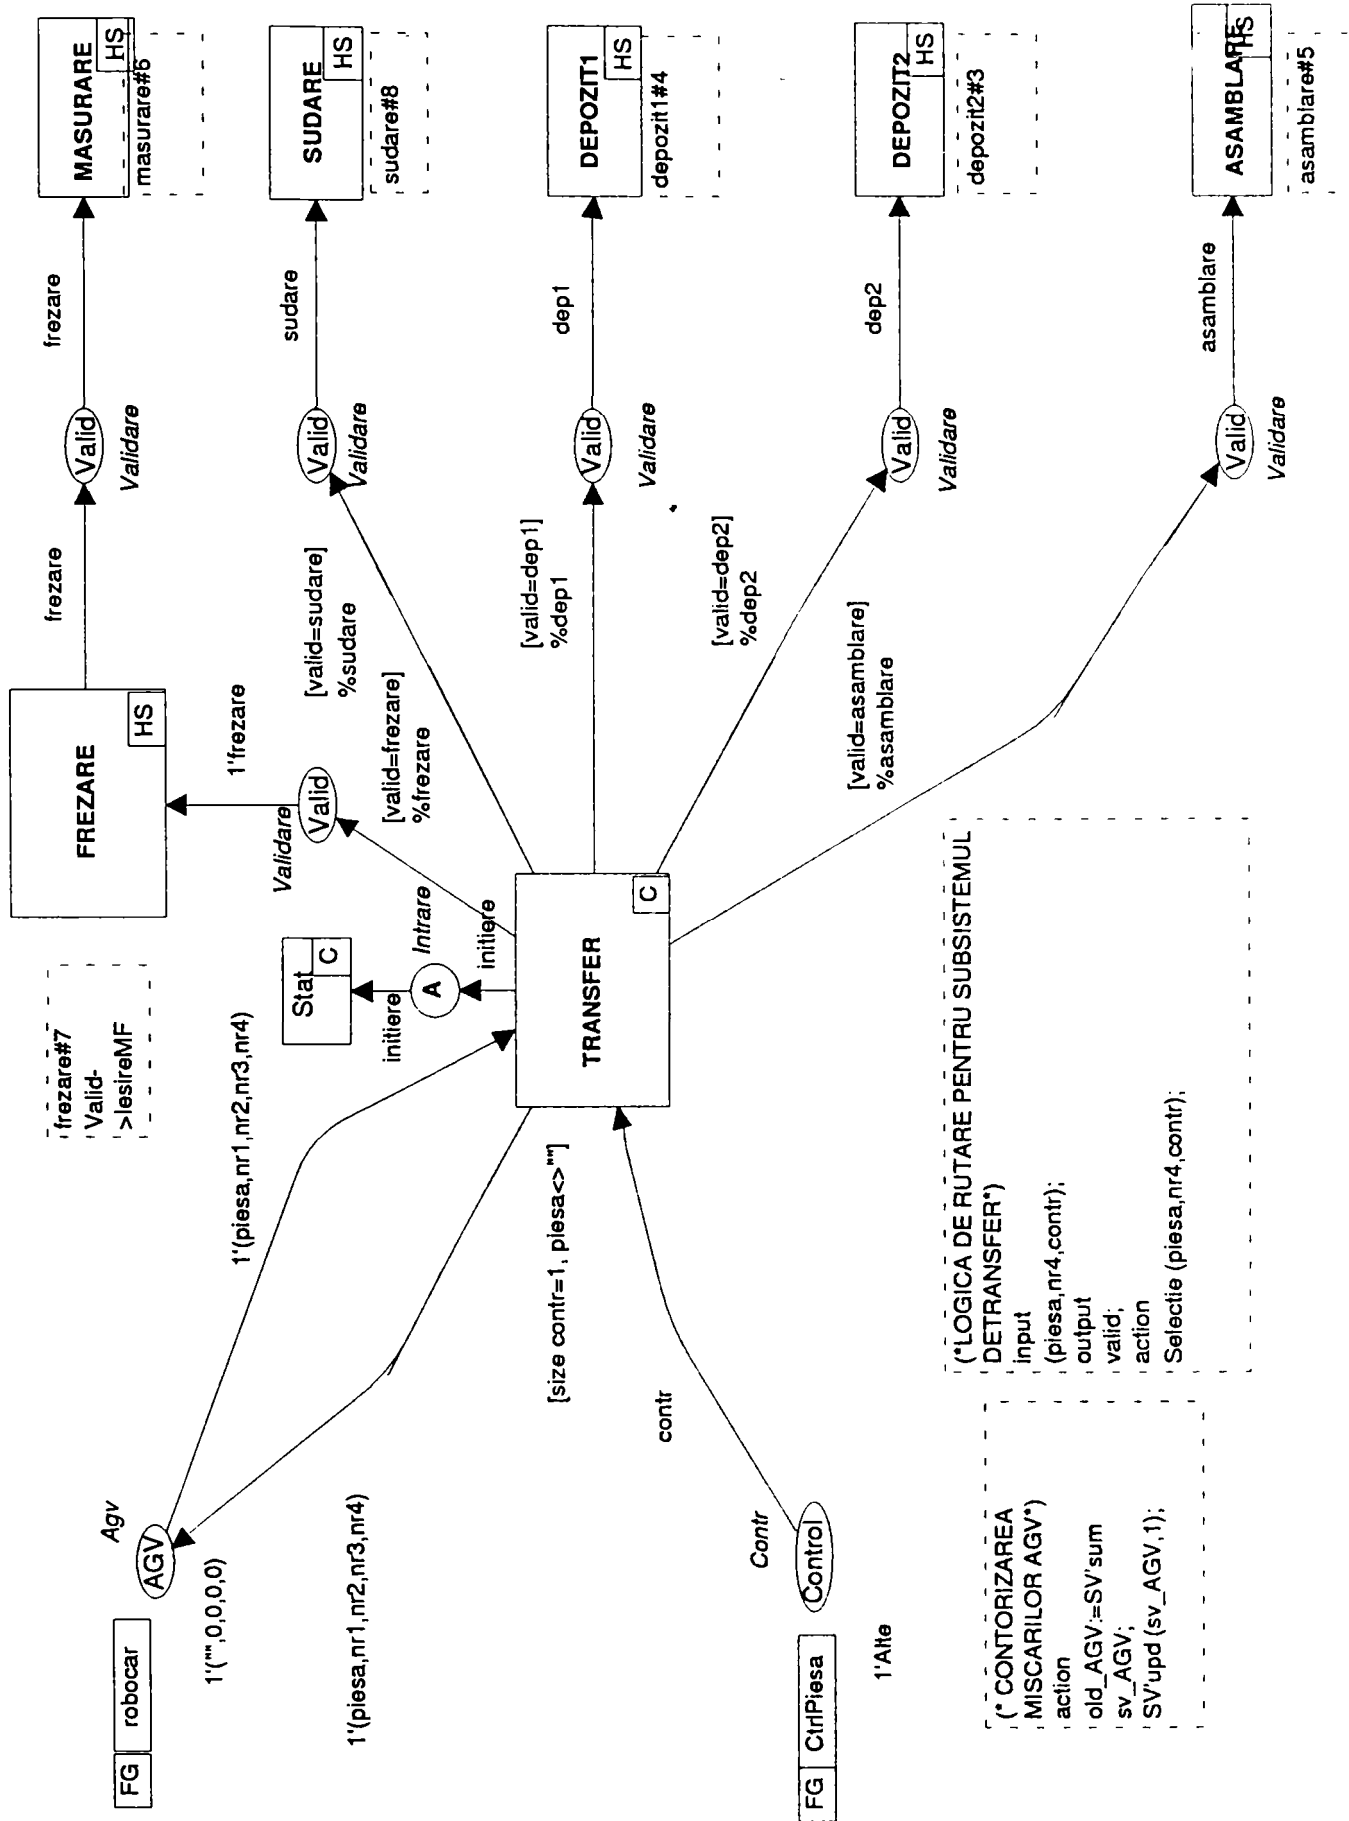 MASURARE
HS
masurare#6
SUDARE
HS
sudare#8
DEPOZIT1
HS
depozit1#4
DEPOZIT2
HS
depozit2#3
ASAMBLARE
HS
asamblare#5
frezare
sudare
dep1
dep2
asamblare
Valid
Validare
Valid
Validare
Valid
Validare
Valid
Validare
Valid
Validare
frezare
[valid=sudare]
%sudare
[valid=dep1]
%dep1
[valid=dep2]
%dep2
[valid=asamblare]
%asamblare
FREZARE
HS
1'frezare
Validare
Valid
[valid=frezare]
%frezare
frezare#7
Valid-
>IesireMF
Stat
C
initiere
A
Intrare
initiere
TRANSFER
C
1'(piesa,nr1,nr2,nr3,nr4)
[size contr=1, piesa<>""]
contr
Agv
AGV
1'("",0,0,0,0)
1'(piesa,nr1,nr2,nr3,nr4)
FG
robocar
Contr
Control
FG
CtrlPiesa
1'Alte
(*LOGICA DE RUTARE PENTRU SUBSISTEMUL
DETRANSFER*)
input
(piesa,nr4,contr);
output
valid;
action
Selectie (piesa,nr4,contr);
(* CONTORIZAREA
MISCARILOR AGV*)
action
old_AGV:=SV'sum
sv_AGV;
SV'upd (sv_AGV,1);